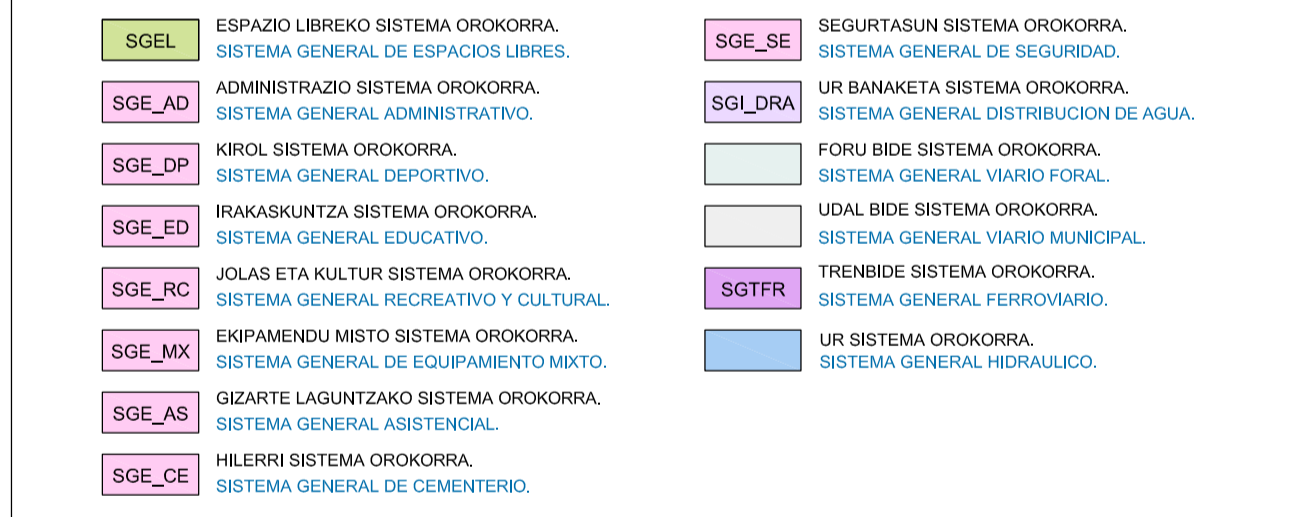 SGEL
ESPAZIO LIBREKO SISTEMA OROKORRA.
SISTEMA GENERAL DE ESPACIOS LIBRES.
SGE_AD
ADMINISTRAZIO SISTEMA OROKORRA.
SISTEMA GENERAL ADMINISTRATIVO.
SGE_DP
KIROL SISTEMA OROKORRA.
SISTEMA GENERAL DEPORTIVO.
SGE_ED
IRAKASKUNTZA SISTEMA OROKORRA.
SISTEMA GENERAL EDUCATIVO.
SGE_RC
JOLAS ETA KULTUR SISTEMA OROKORRA.
SISTEMA GENERAL RECREATIVO Y CULTURAL.
SGE_MX
EKIPAMENDU MISTO SISTEMA OROKORRA.
SISTEMA GENERAL DE EQUIPAMIENTO MIXTO.
SGE_AS
GIZARTE LAGUNTZAKO SISTEMA OROKORRA.
SISTEMA GENERAL ASISTENCIAL.
SGE_CE
HILERRI SISTEMA OROKORRA.
SISTEMA GENERAL DE CEMENTERIO.
SGE_SE
SEGURTASUN SISTEMA OROKORRA.
SISTEMA GENERAL DE SEGURIDAD.
SGI_DRA
UR BANAKETA SISTEMA OROKORRA.
SISTEMA GENERAL DISTRIBUCION DE AGUA.
FORU BIDE SISTEMA OROKORRA.
SISTEMA GENERAL VIARIO FORAL.
UDAL BIDE SISTEMA OROKORRA.
SISTEMA GENERAL VIARIO MUNICIPAL.
SGTFR
TRENBIDE SISTEMA OROKORRA.
SISTEMA GENERAL FERROVIARIO.
UR SISTEMA OROKORRA.
SISTEMA GENERAL HIDRAULICO.